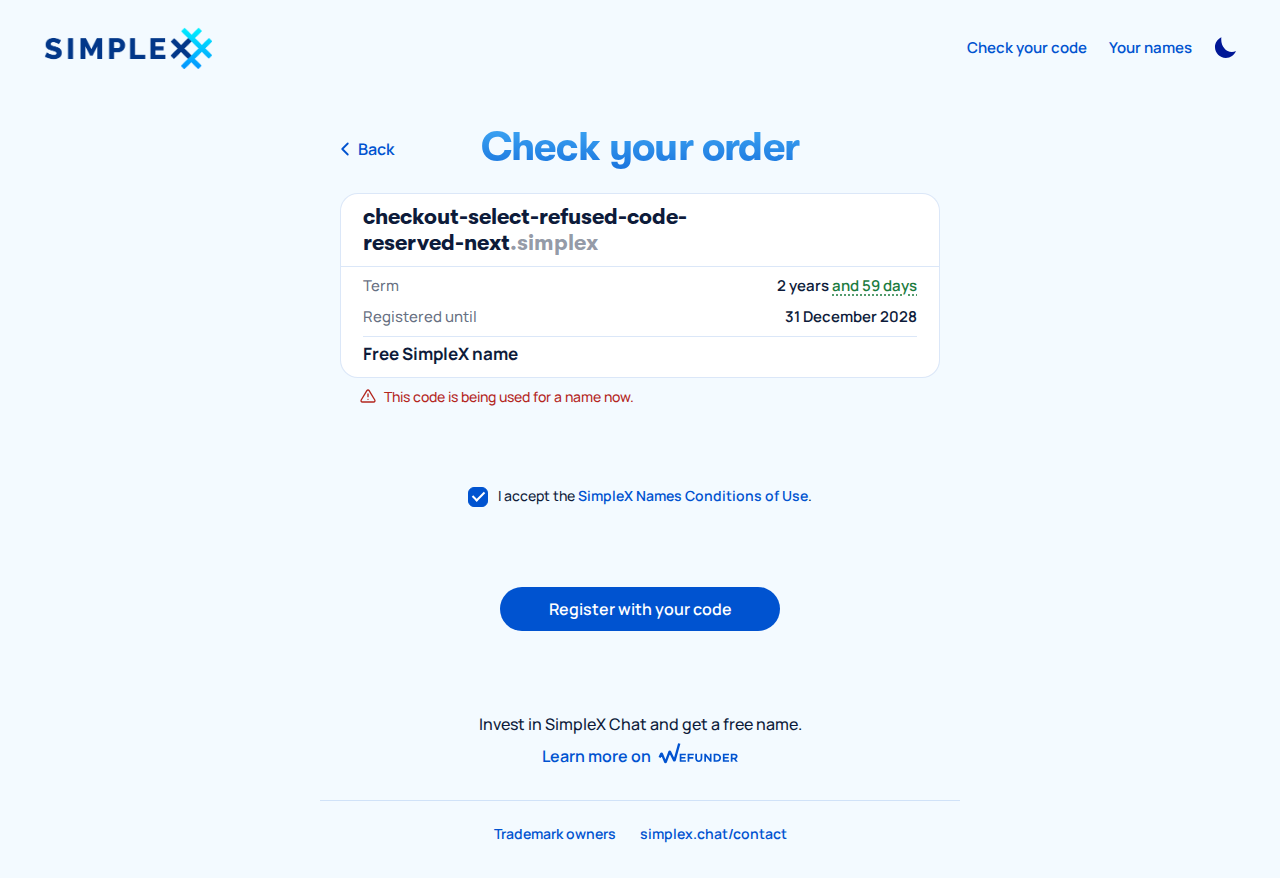 SIMPLEX
Check your code
Your names
Back
Check your order
checkout-select-refused-code-
reserved-next.simplex
Term
2 years and 59 days
Registered until
31 December 2028
Free SimpleX name
This code is being used for a name now.
I accept the SimpleX Names Conditions of Use.
Register with your code
Invest in SimpleX Chat and get a free name.
Learn more on WEFUNDER
Trademark owners
simplex.chat/contact